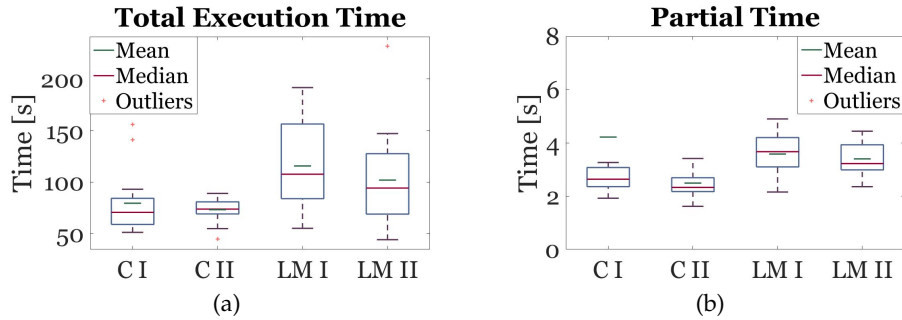 Total Execution Time
Mean
Median
Outliers
Time [s]
200
150
100
50
C I
C II
LM I
LM II
(a)
Partial Time
Mean
Median
Outliers
Time [s]
8
6
4
2
0
C I
C II
LM I
LM II
(b)